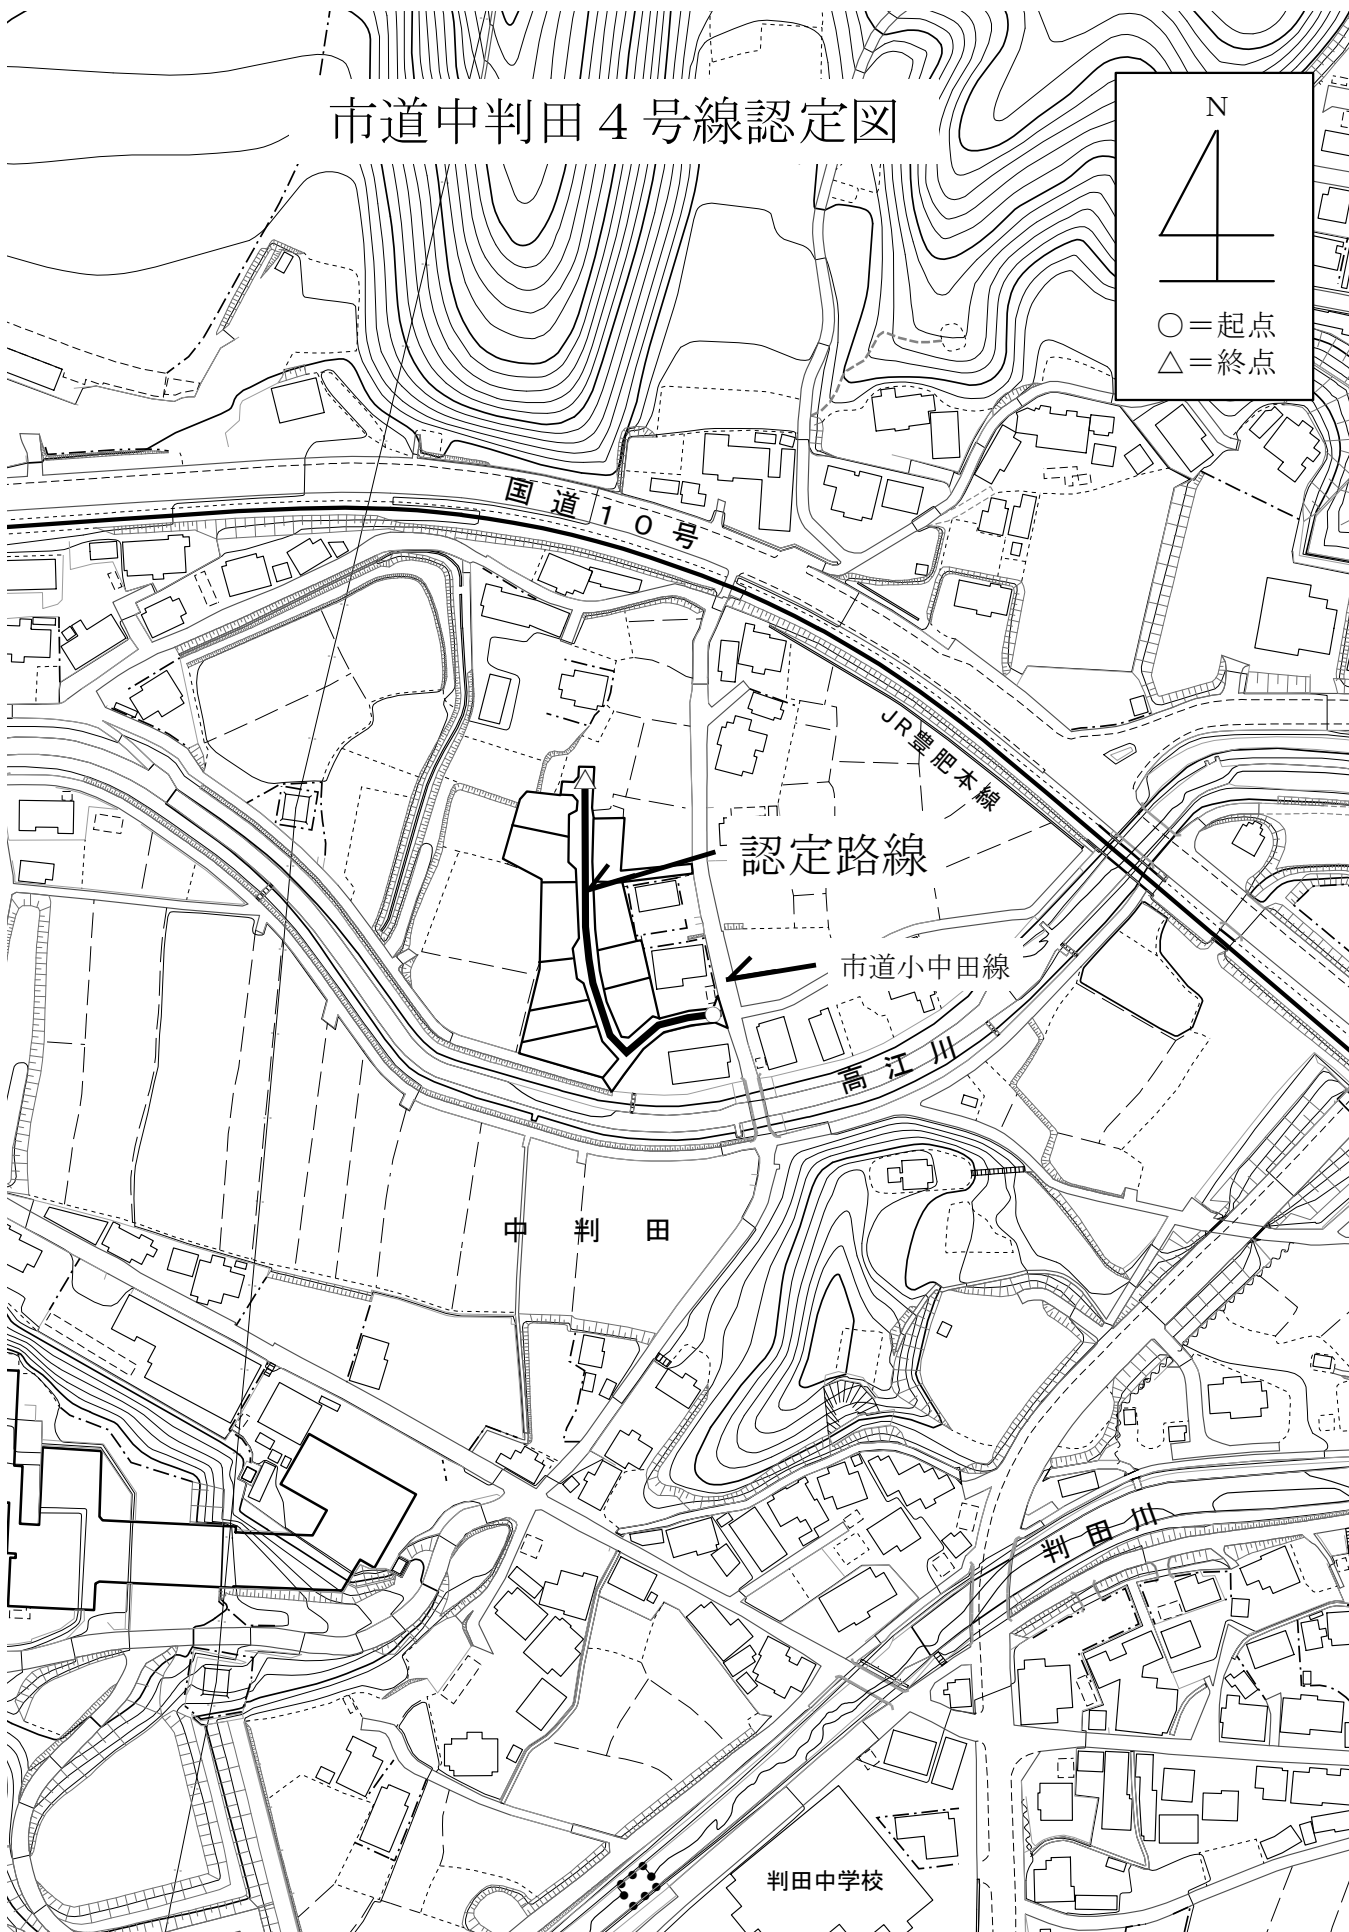 市道中判田４号線認定図
N
○＝起点
△＝終点
国道１０号
JR豊肥本線
認定路線
市道小中田線
高江川
中判田
判田川
判田中学校